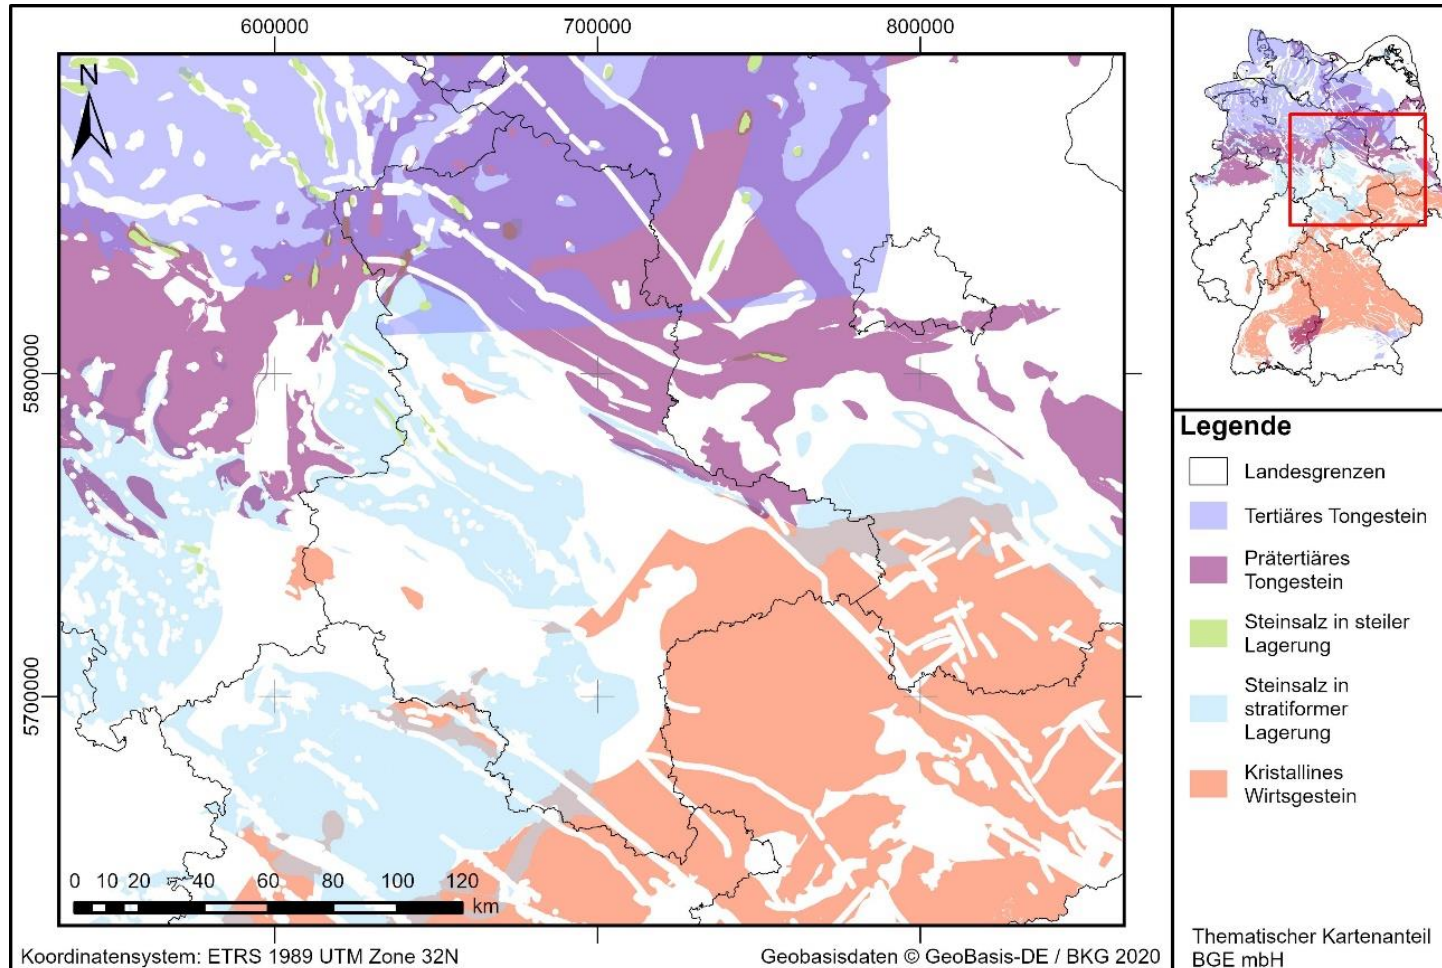 600000 700000 800000
N
5800000
5700000
0 10 20 40 60 80 100 120
km
Koordinatensystem: ETRS 1989 UTM Zone 32N
Geobasisdaten © GeoBasis-DE / BKG 2020
Legende
Landesgrenzen
Tertiäres Tongestein
Prätertiäres
Tongestein
Steinsalz in steiler
Lagerung
Steinsalz in
stratiformer
Lagerung
Kristallines
Wirtsgestein
Thematischer Kartenanteil
BGE mbH